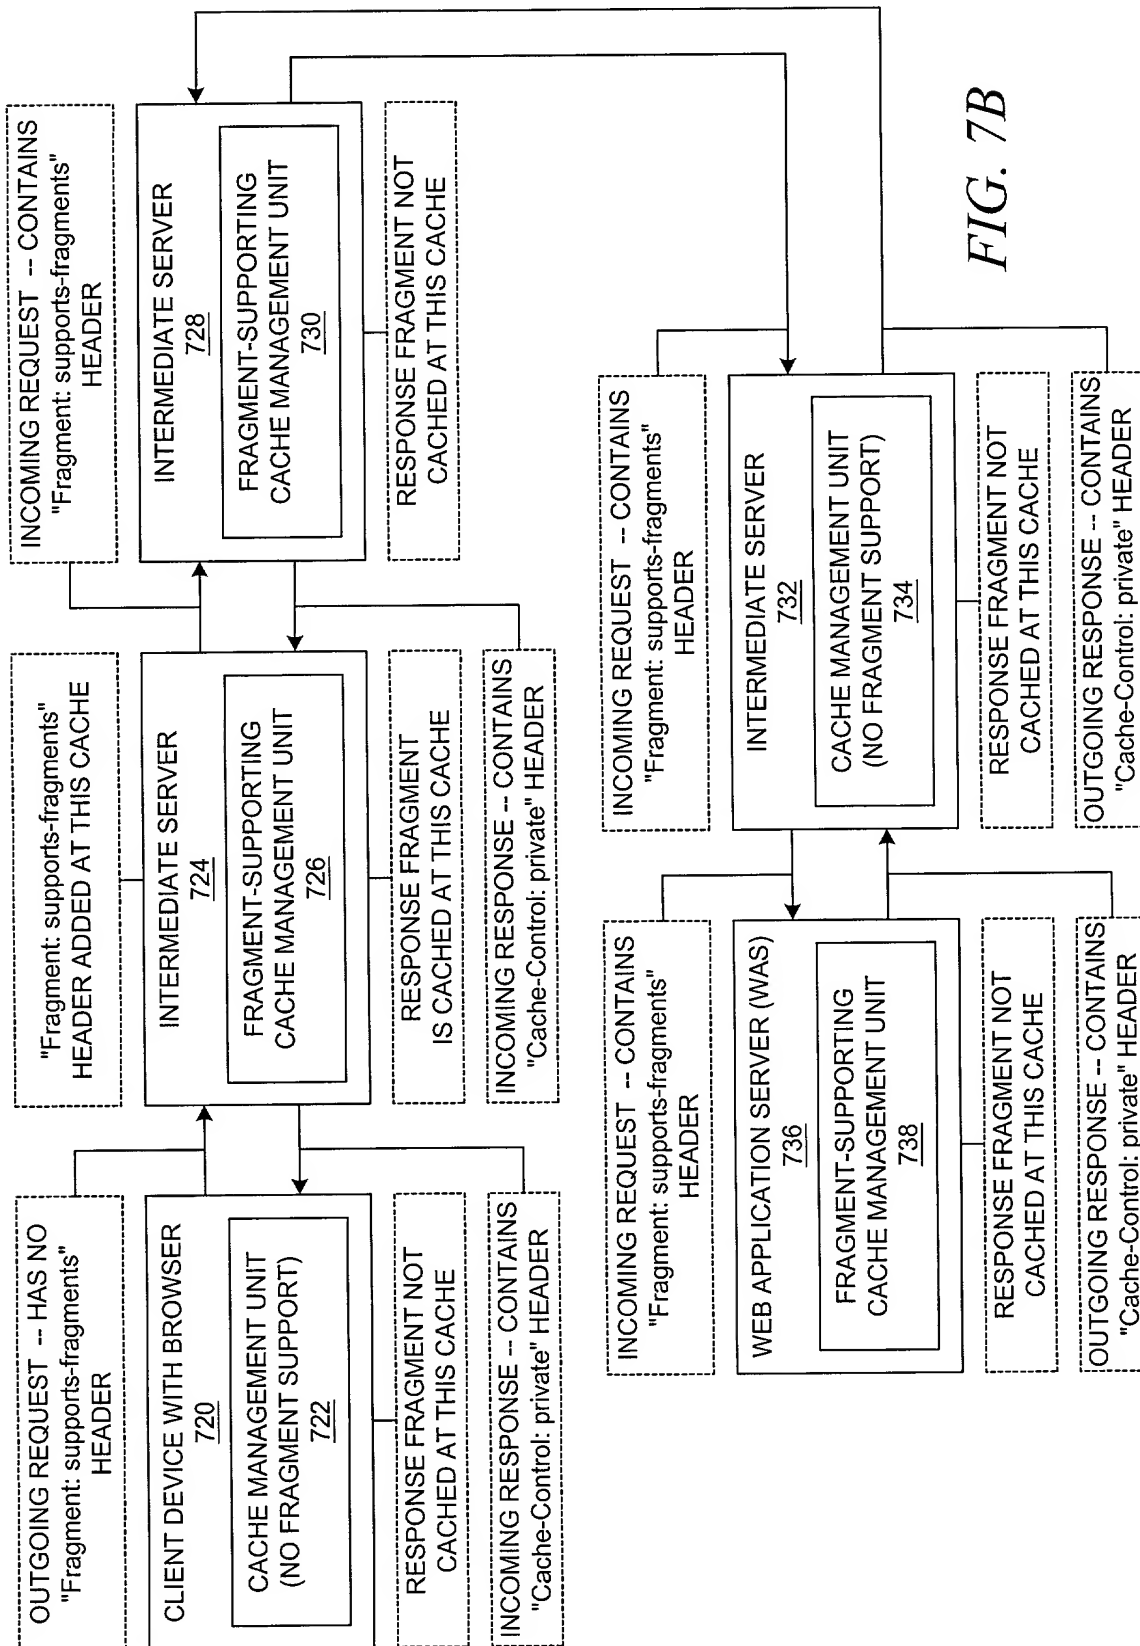 OUTGOING REQUEST -- HAS NO
"Fragment: supports-fragments"
HEADER
CLIENT DEVICE WITH BROWSER
720
CACHE MANAGEMENT UNIT
(NO FRAGMENT SUPPORT)
722
RESPONSE FRAGMENT NOT
CACHED AT THIS CACHE
INCOMING RESPONSE -- CONTAINS
"Cache-Control: private" HEADER
"Fragment: supports-fragments"
HEADER ADDED AT THIS CACHE
INTERMEDIATE SERVER
724
FRAGMENT-SUPPORTING
CACHE MANAGEMENT UNIT
726
RESPONSE FRAGMENT
IS CACHED AT THIS CACHE
INCOMING RESPONSE -- CONTAINS
"Cache-Control: private" HEADER
INCOMING REQUEST -- CONTAINS
"Fragment: supports-fragments"
HEADER
INTERMEDIATE SERVER
728
FRAGMENT-SUPPORTING
CACHE MANAGEMENT UNIT
730
RESPONSE FRAGMENT NOT
CACHED AT THIS CACHE
INCOMING REQUEST -- CONTAINS
"Fragment: supports-fragments"
HEADER
WEB APPLICATION SERVER (WAS)
736
FRAGMENT-SUPPORTING
CACHE MANAGEMENT UNIT
738
RESPONSE FRAGMENT NOT
CACHED AT THIS CACHE
OUTGOING RESPONSE -- CONTAINS
"Cache-Control: private" HEADER
INCOMING REQUEST -- CONTAINS
"Fragment: supports-fragments"
HEADER
INTERMEDIATE SERVER
732
CACHE MANAGEMENT UNIT
(NO FRAGMENT SUPPORT)
734
RESPONSE FRAGMENT NOT
CACHED AT THIS CACHE
OUTGOING RESPONSE -- CONTAINS
"Cache-Control: private" HEADER
FIG. 7B